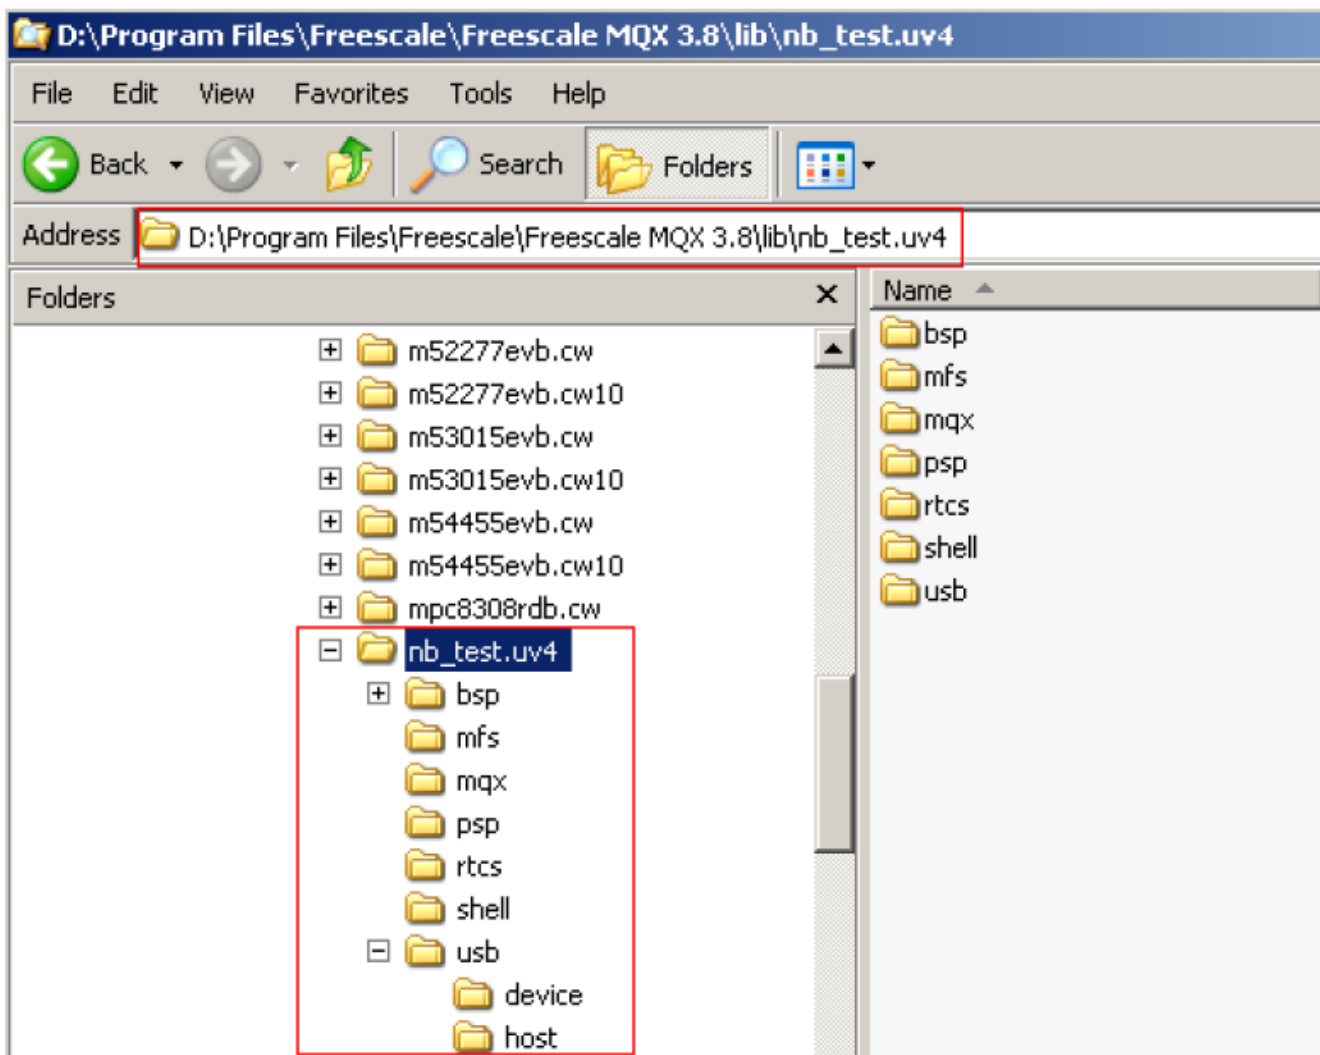 D:\Program Files\Freescale\Freescale MQX 3.8\lib\nb_test.uv4
File Edit View Favorites Tools Help
Back Search Folders
Address D:\Program Files\Freescale\Freescale MQX 3.8\lib\nb_test.uv4
Folders
m52277evb.cw
m52277evb.cw10
m53015evb.cw
m53015evb.cw10
m54455evb.cw
m54455evb.cw10
mpc8308rdb.cw
nb_test.uv4
bsp
mfs
mqx
psp
rtcs
shell
usb
device
host
Name
bsp
mfs
mqx
psp
rtcs
shell
usb